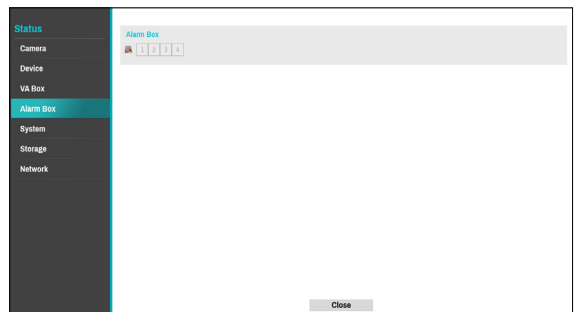 Status
Camera
Device
VA Box
Alarm Box
System
Storage
Network
Alarm Box
1 2 3 4
Close